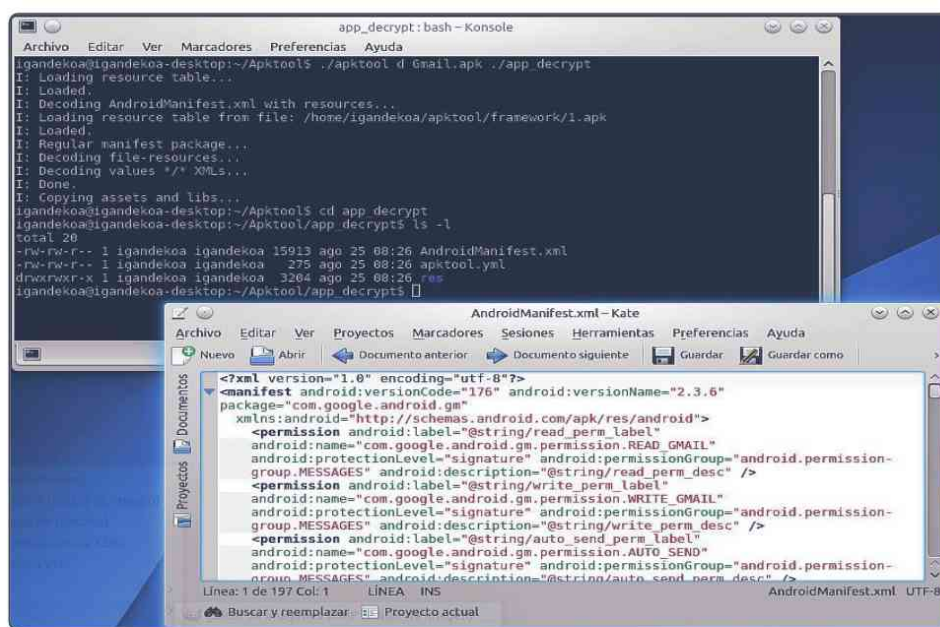 app_decrypt : bash – Konsole
Archivo Editar Ver Marcadores Preferencias Ayuda
igandekoa@igandekoa-desktop:~/Apktool$ ./apktool d Gmail.apk ./app_decrypt
I: Loading resource table...
I: Loaded.
I: Decoding AndroidManifest.xml with resources...
I: Loading resource table from file: /home/igandekoa/apktool/framework/1.apk
I: Loaded.
I: Regular manifest package...
I: Decoding file-resources...
I: Decoding values */* XMLs...
I: Done.
I: Copying assets and libs...
igandekoa@igandekoa-desktop:~/Apktool$ cd app_decrypt
igandekoa@igandekoa-desktop:~/Apktool/app_decrypt$ ls -l
total 20
-rw-rw-r-- 1 igandekoa igandekoa 15913 ago 25 08:26 AndroidManifest.xml
-rw-rw-r-- 1 igandekoa igandekoa 275 ago 25 08:26 apktool.yml
drwxrwxr-x 1 igandekoa igandekoa 3204 ago 25 08:26 res
igandekoa@igandekoa-desktop:~/Apktool/app_decrypt$
AndroidManifest.xml – Kate
Archivo Editar Ver Proyectos Marcadores Sesiones Herramientas Preferencias Ayuda
Nuevo Abrir Documento anterior Documento siguiente Guardar Guardar como
Documentos
Proyectos
<?xml version="1.0" encoding="utf-8"?>
<manifest android:versionCode="176" android:versionName="2.3.6"
package="com.google.android.gm"
xmlns:android="http://schemas.android.com/apk/res/android">
<permission android:label="@string/read_perm_label"
android:name="com.google.android.gm.permission.READ_GMAIL"
android:protectionLevel="signature" android:permissionGroup="android.permission-
group.MESSAGES" android:description="@string/read_perm_desc" />
<permission android:label="@string/write_perm_label"
android:name="com.google.android.gm.permission.WRITE_GMAIL"
android:protectionLevel="signature" android:permissionGroup="android.permission-
group.MESSAGES" android:description="@string/write_perm_desc" />
<permission android:label="@string/auto_send_perm_label"
android:name="com.google.android.gm.permission.AUTO_SEND"
android:protectionLevel="signature" android:permissionGroup="android.permission-
group.MESSAGES" android:description="@string/auto_send_perm_desc" />
Línea: 1 de 197 Col: 1 LÍNEA INS AndroidManifest.xml UTF-8
Buscar y reemplazar Proyecto actual